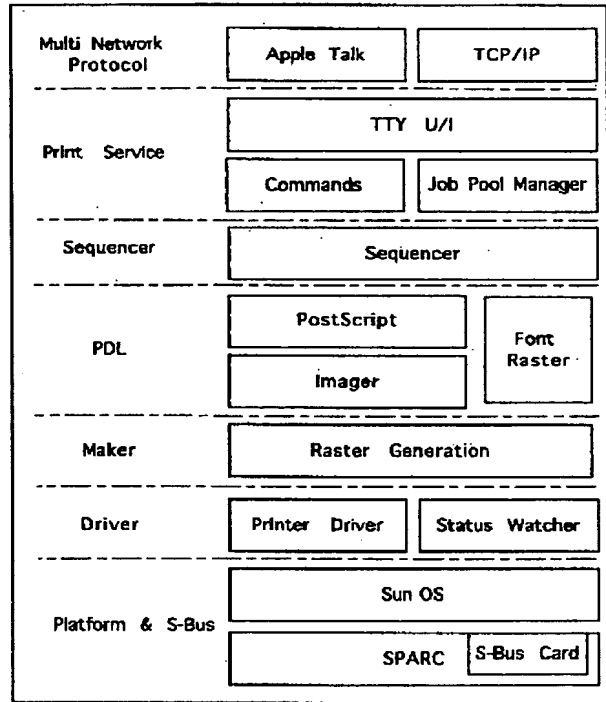 Multi Network
Protocol
Apple Talk
TCP/IP
Print Service
TTY U/I
Commands
Job Pool Manager
Sequencer
Sequencer
PDL
PostScript
Imager
Font
Raster
Maker
Raster Generation
Driver
Printer Driver
Status Watcher
Platform & S-Bus
Sun OS
SPARC
S-Bus Card